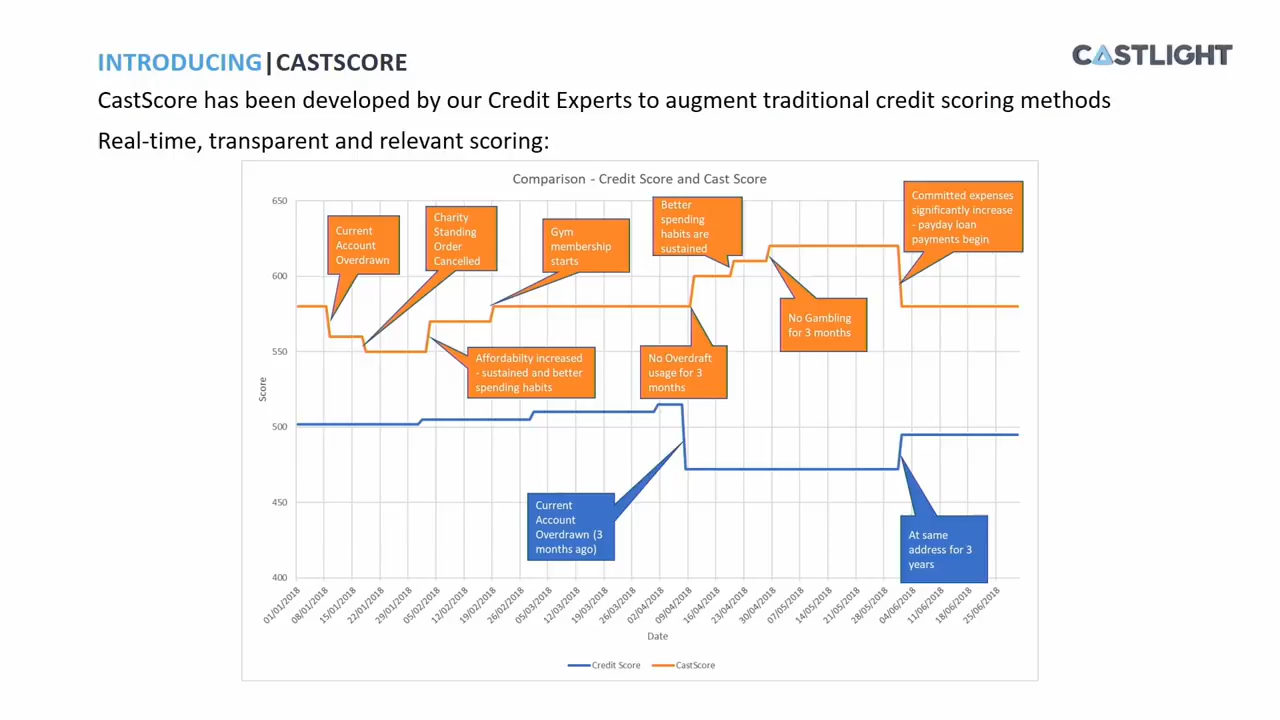 INTRODUCING|CASTSCORE
CASTLIGHT
CastScore has been developed by our Credit Experts to augment traditional credit scoring methods
Real-time, transparent and relevant scoring:
Comparison - Credit Score and Cast Score
650
600
550
500
450
400
Score
Current
Account
Overdrawn
Charity
Standing
Order
Cancelled
Gym
membership
starts
Better
spending
habits are
sustained
Committed expenses
significantly increase
- payday loan
payments begin
Affordabilty increased
- sustained and better
spending habits
No Overdraft
usage for 3
months
No Gambling
for 3 months
Current
Account
Overdrawn (3
months ago)
At same
address for 3
years
01/01/2018
08/01/2018
15/01/2018
22/01/2018
29/01/2018
05/02/2018
12/02/2018
19/02/2018
26/02/2018
05/03/2018
12/03/2018
19/03/2018
26/03/2018
02/04/2018
09/04/2018
16/04/2018
23/04/2018
30/04/2018
07/05/2018
14/05/2018
21/05/2018
28/05/2018
04/06/2018
11/06/2018
18/06/2018
25/06/2018
Date
Credit Score
CastScore